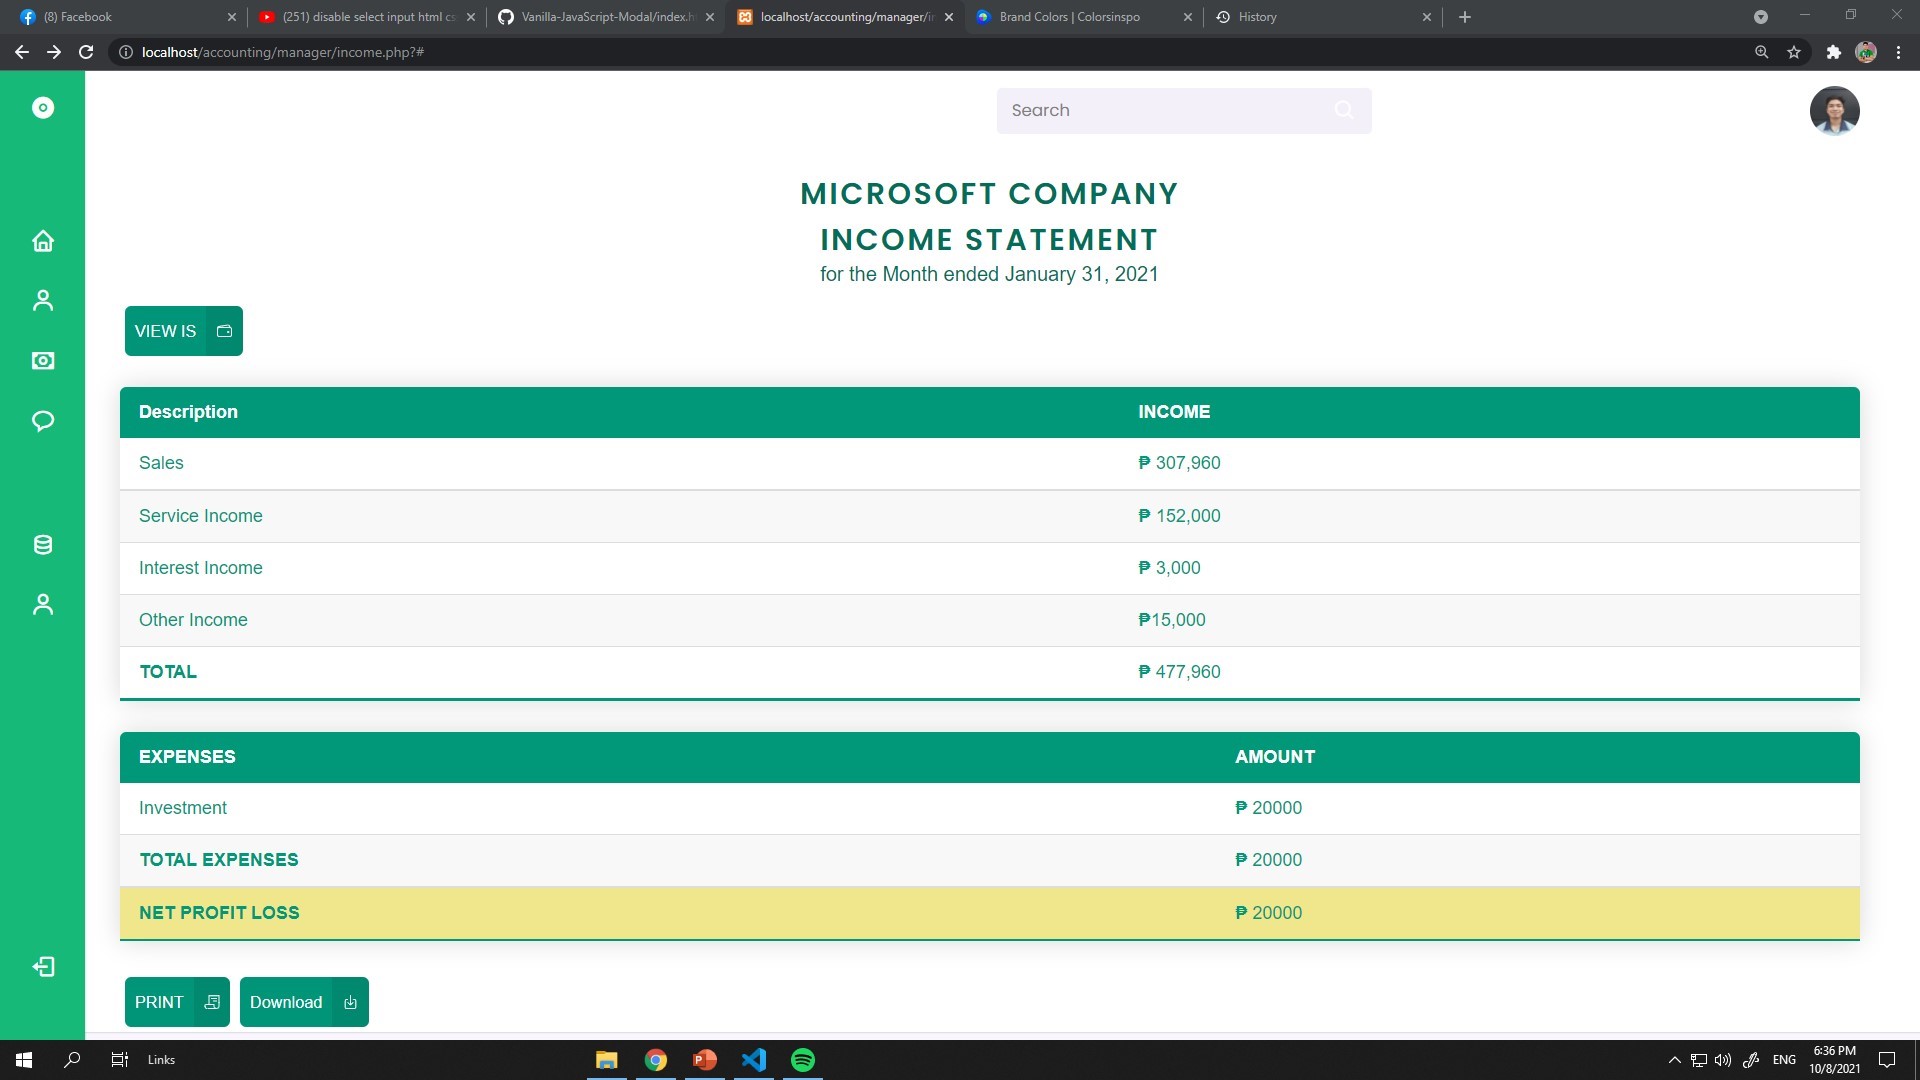 (8) Facebook
(251) disable select input html cs
Vanilla-JavaScript-Modal/index.h
localhost/accounting/manager/in
Brand Colors | Colorsinspo
History
localhost/accounting/manager/income.php?#
Search
MICROSOFT COMPANY
INCOME STATEMENT
for the Month ended January 31, 2021
VIEW IS
Description INCOME
Sales ₱ 307,960
Service Income ₱ 152,000
Interest Income ₱ 3,000
Other Income ₱15,000
TOTAL ₱ 477,960
EXPENSES AMOUNT
Investment ₱ 20000
TOTAL EXPENSES ₱ 20000
NET PROFIT LOSS ₱ 20000
PRINT
Download
Links
ENG
6:36 PM
10/8/2021